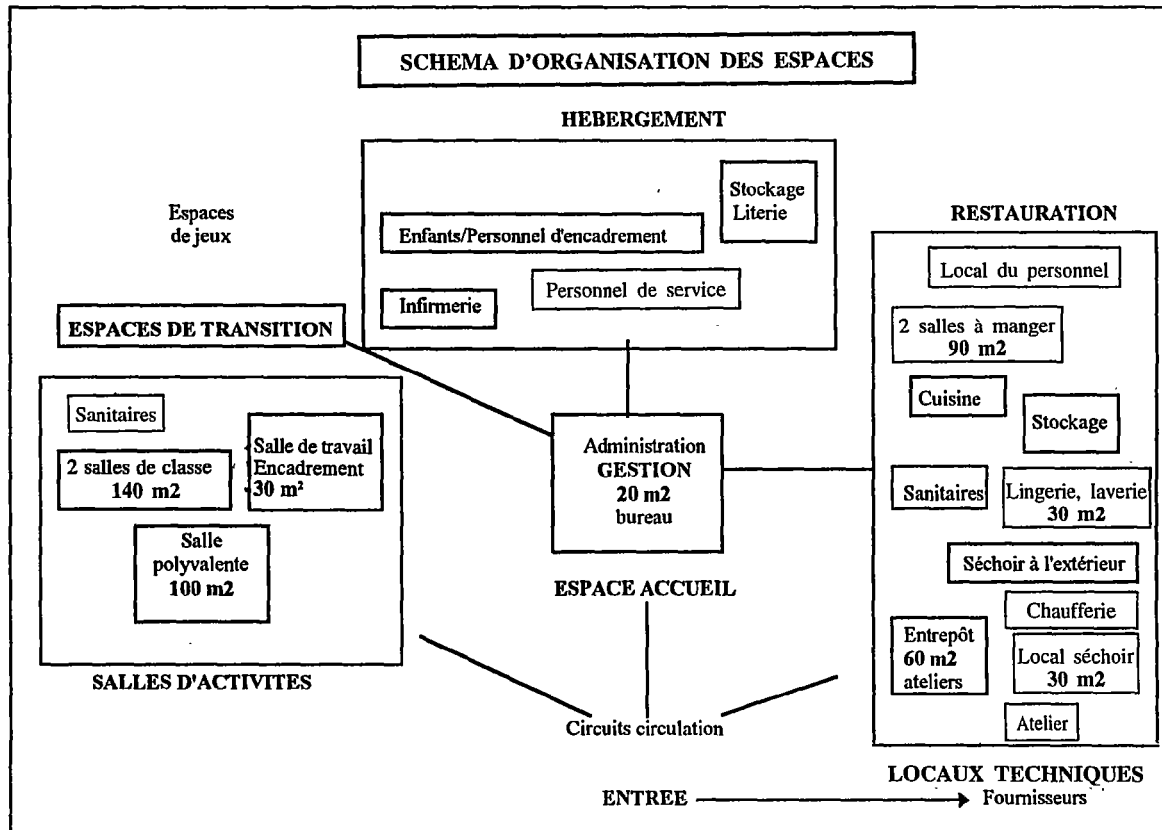 SCHEMA D'ORGANISATION DES ESPACES
HEBERGEMENT
Stockage
Literie
Enfants/Personnel d'encadrement
Personnel de service
Infirmerie
Espaces
de jeux
ESPACES DE TRANSITION
Sanitaires
Salle de travail
Encadrement
30 m²
2 salles de classe
140 m2
Salle
polyvalente
100 m2
SALLES D'ACTIVITES
Administration
GESTION
20 m2
bureau
ESPACE ACCUEIL
RESTAURATION
Local du personnel
2 salles à manger
90 m2
Cuisine
Stockage
Sanitaires
Lingerie, laverie
30 m2
Séchoir à l'extérieur
Chaufferie
Entrepôt
60 m2
ateliers
Local séchoir
30 m2
Atelier
LOCAUX TECHNIQUES
Circuits circulation
ENTREE
Fournisseurs